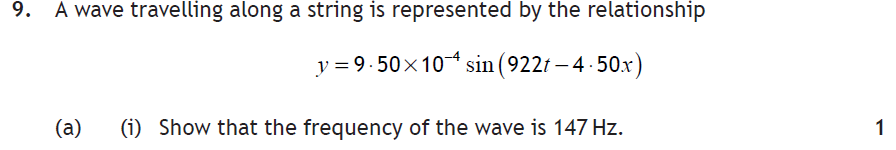 9. A wave travelling along a string is represented by the relationship
y = 9·50×10⁻⁴ sin(922t − 4·50x)
(a) (i) Show that the frequency of the wave is 147 Hz. 1